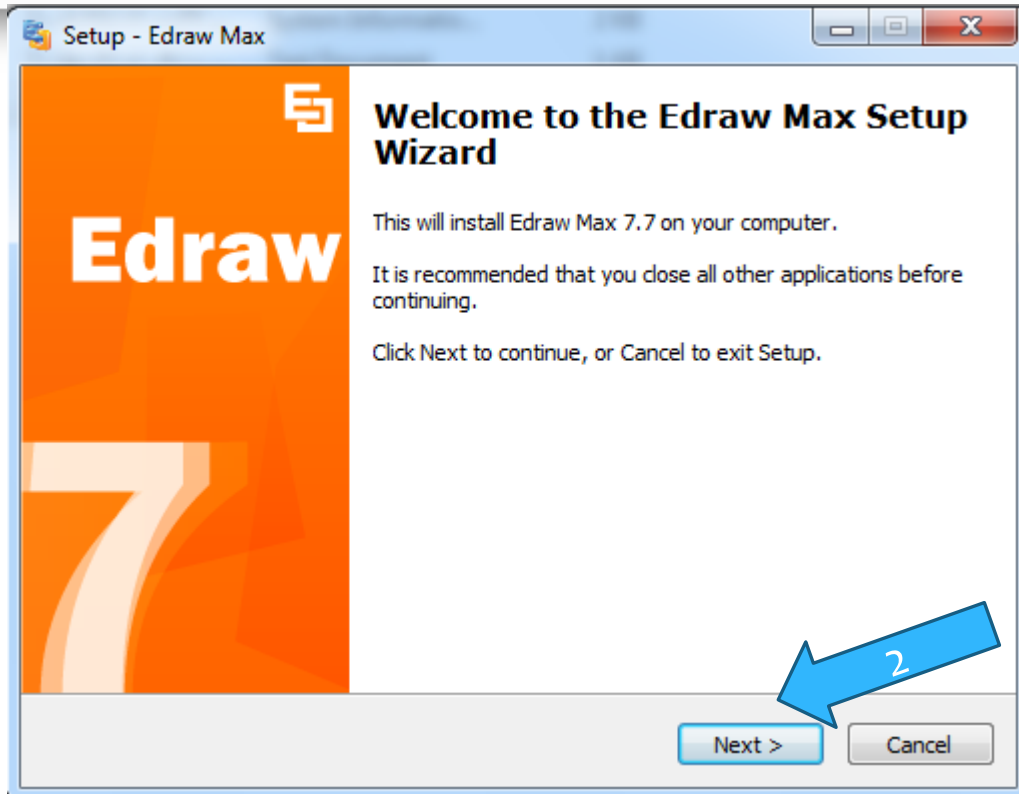 Setup - Edraw Max
Welcome to the Edraw Max Setup
Wizard
Edraw
This will install Edraw Max 7.7 on your computer.
It is recommended that you close all other applications before
continuing.
Click Next to continue, or Cancel to exit Setup.
7
2
Next >
Cancel